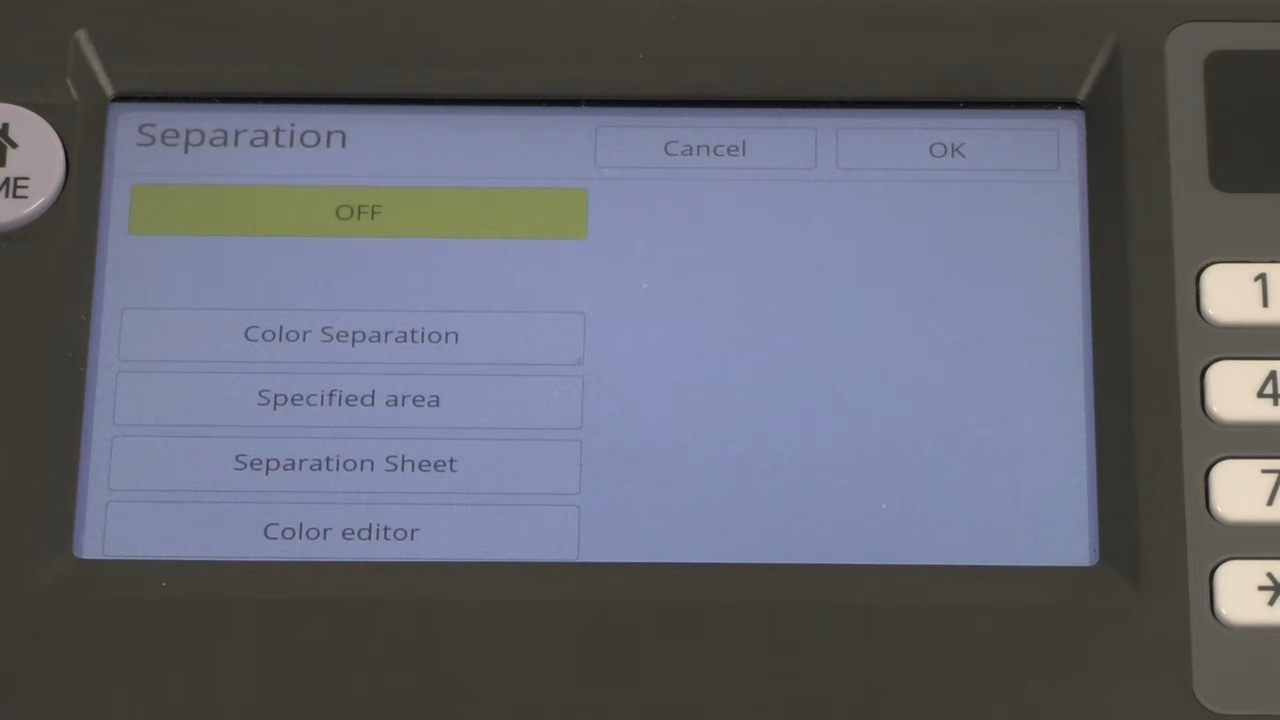 Separation
Cancel
OK
OFF
Color Separation
Specified area
Separation Sheet
Color editor
ME
1
4
7
*